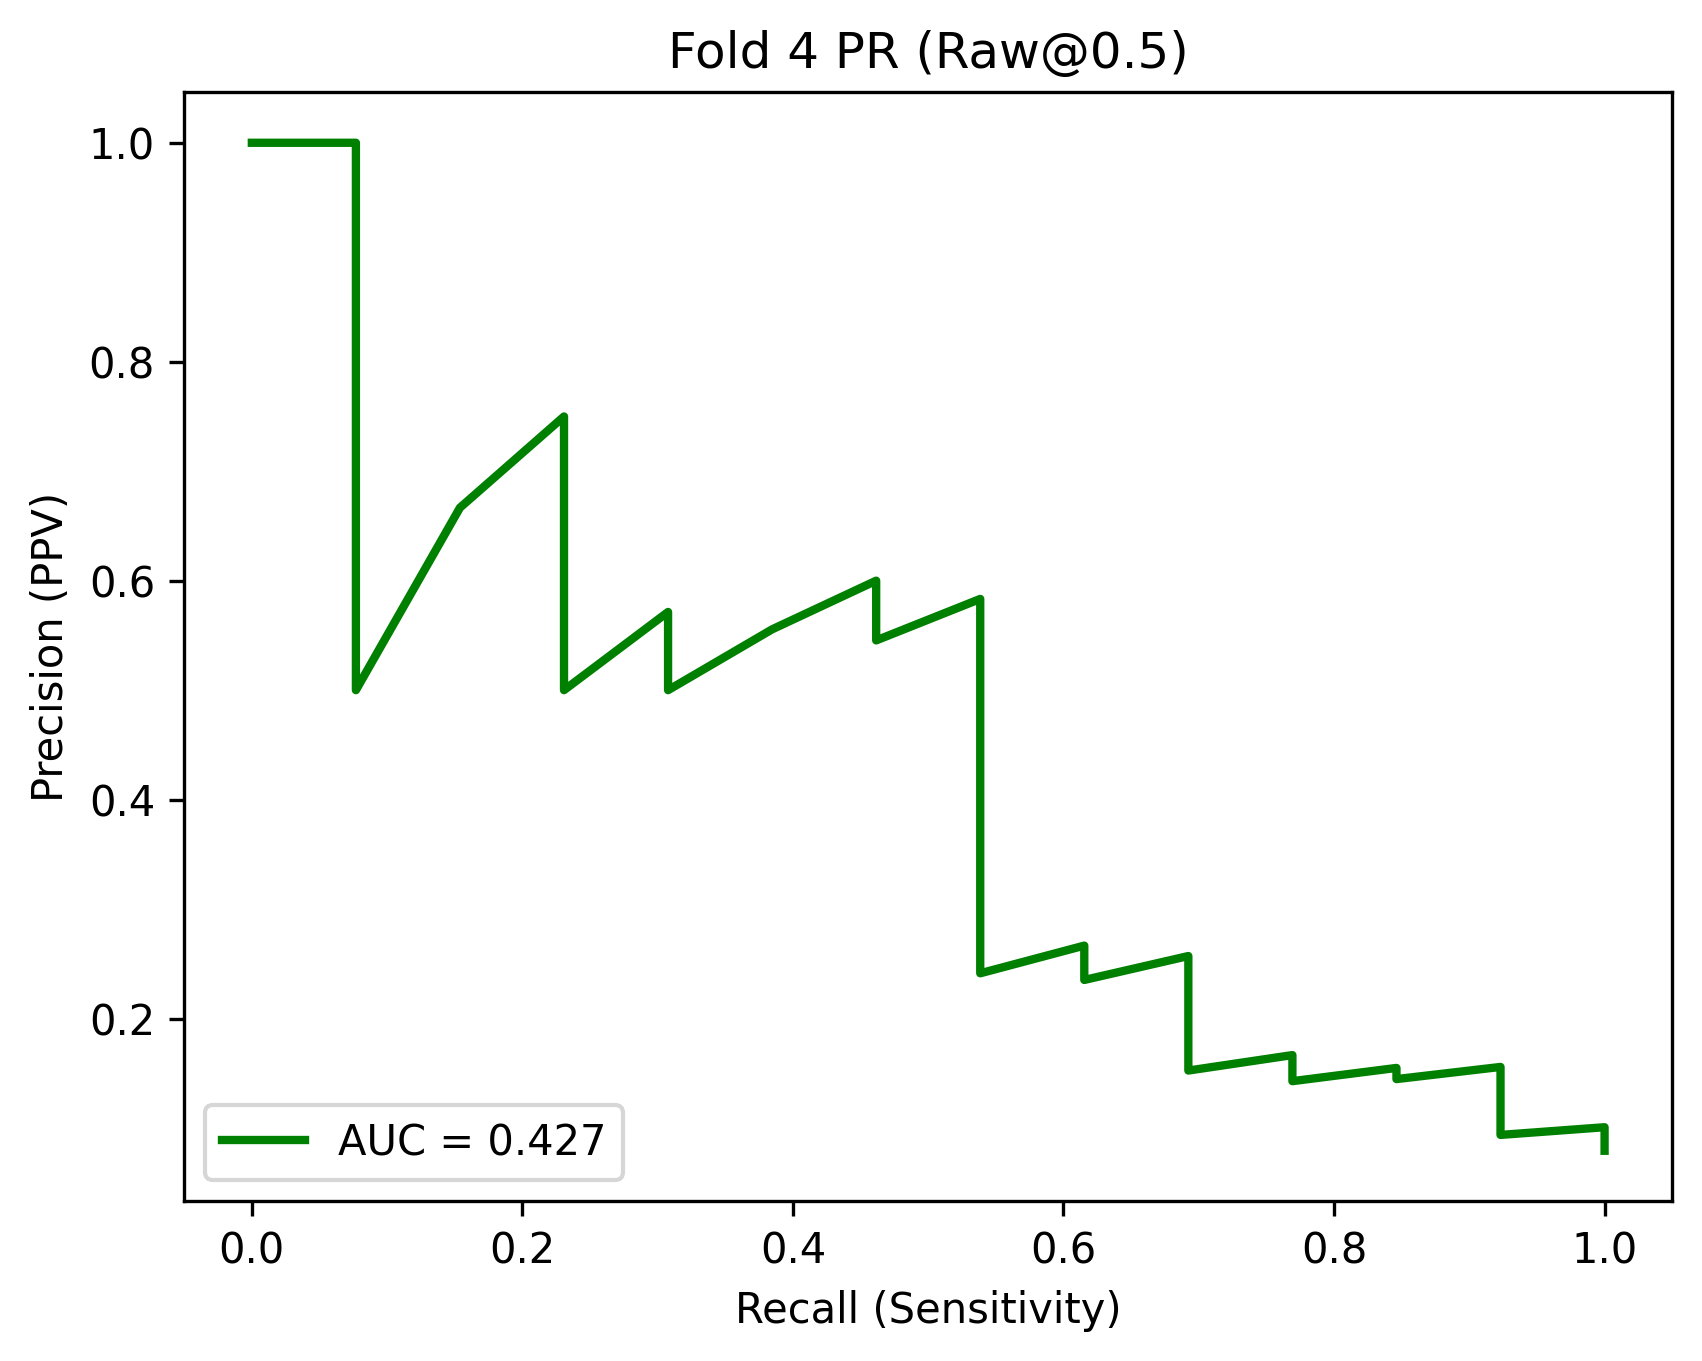 Fold 4 PR (Raw@0.5)
Precision (PPV)
1.0
0.8
0.6
0.4
0.2
AUC = 0.427
0.0 0.2 0.4 0.6 0.8 1.0
Recall (Sensitivity)